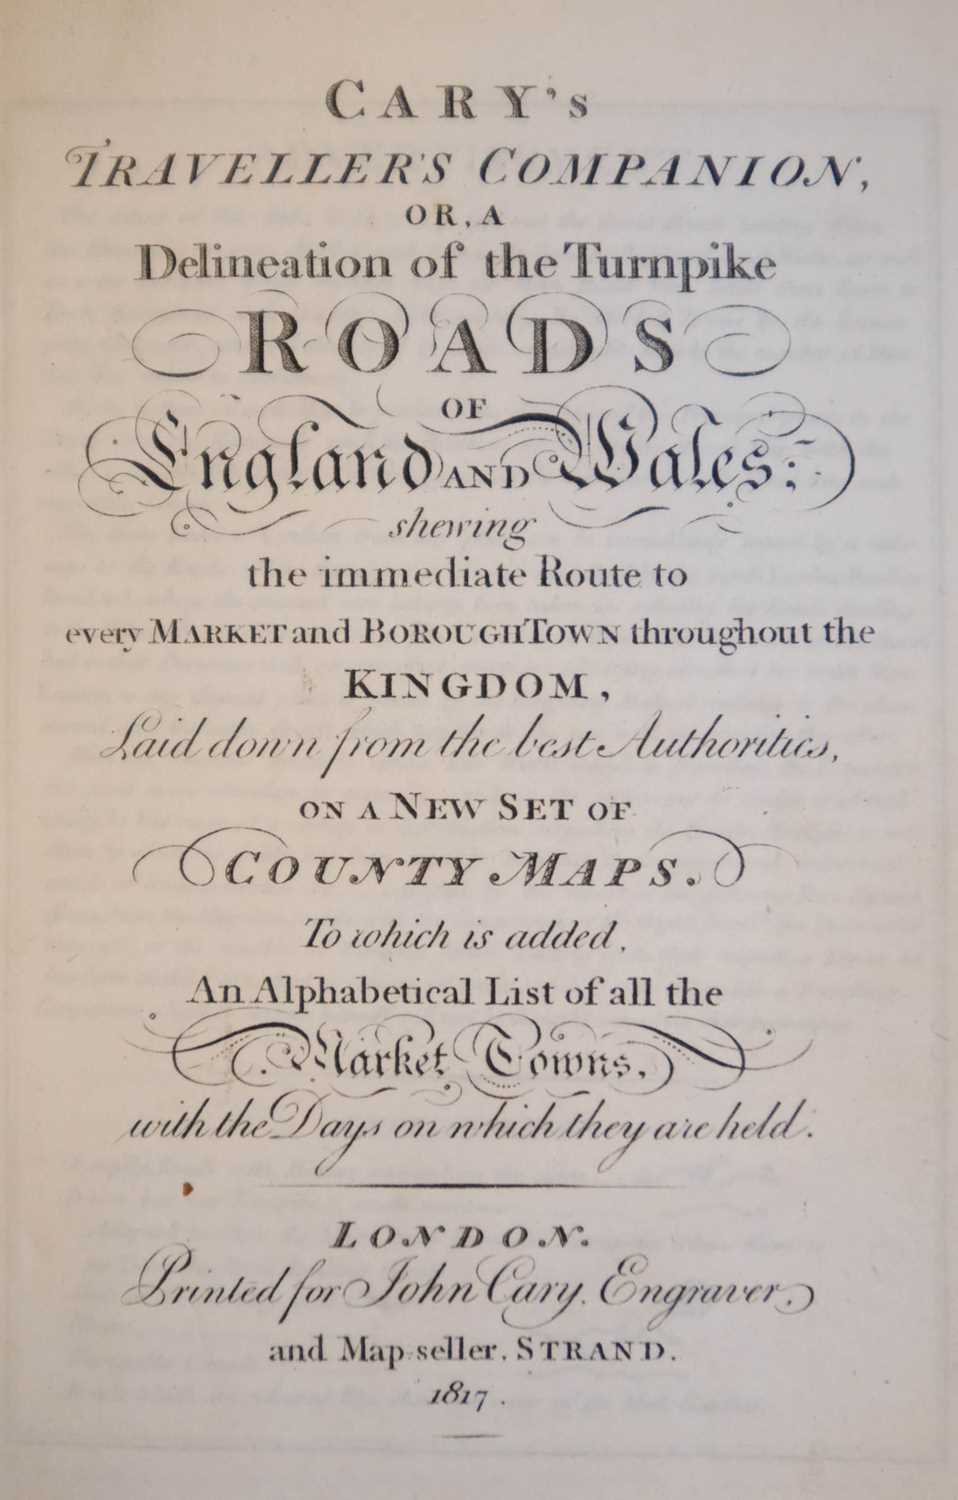 CARY's
TRAVELLER'S COMPANION,
OR, A
Delineation of the Turnpike
ROADS
OF
England AND Wales;
shewing
the immediate Route to
every MARKET and BOROUGH TOWN throughout the
KINGDOM,
Laid down from the best Authorities,
ON A NEW SET OF
COUNTY MAPS.
To which is added,
An Alphabetical List of all the
Market Towns,
with the Days on which they are held.
LONDON.
Printed for John Cary, Engraver,
and Map-seller, STRAND.
1817.